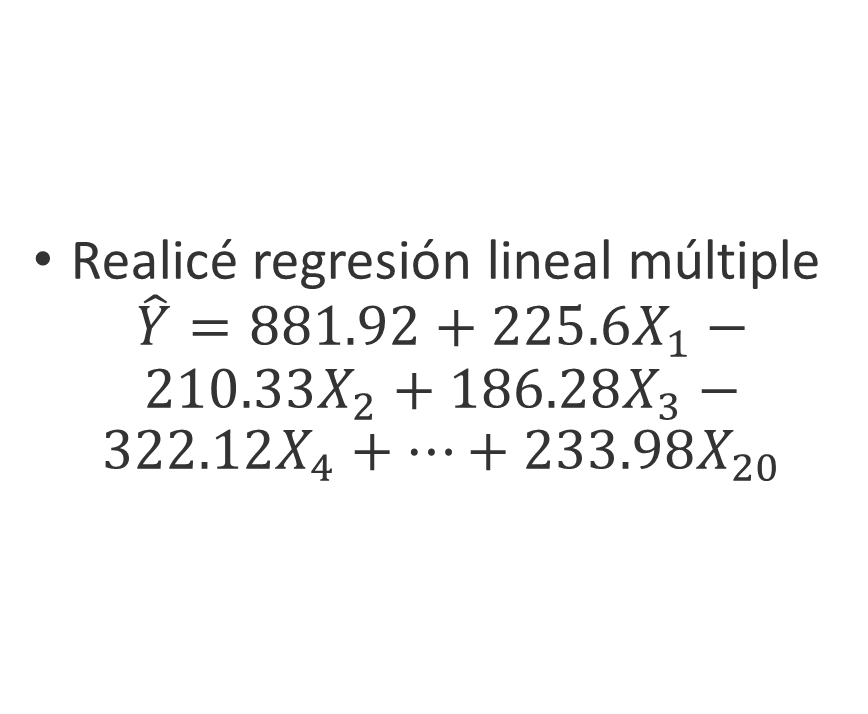 • Realicé regresión lineal múltiple
Ŷ = 881.92 + 225.6X₁ −
210.33X₂ + 186.28X₃ −
322.12X₄ + ⋯ + 233.98X₂₀